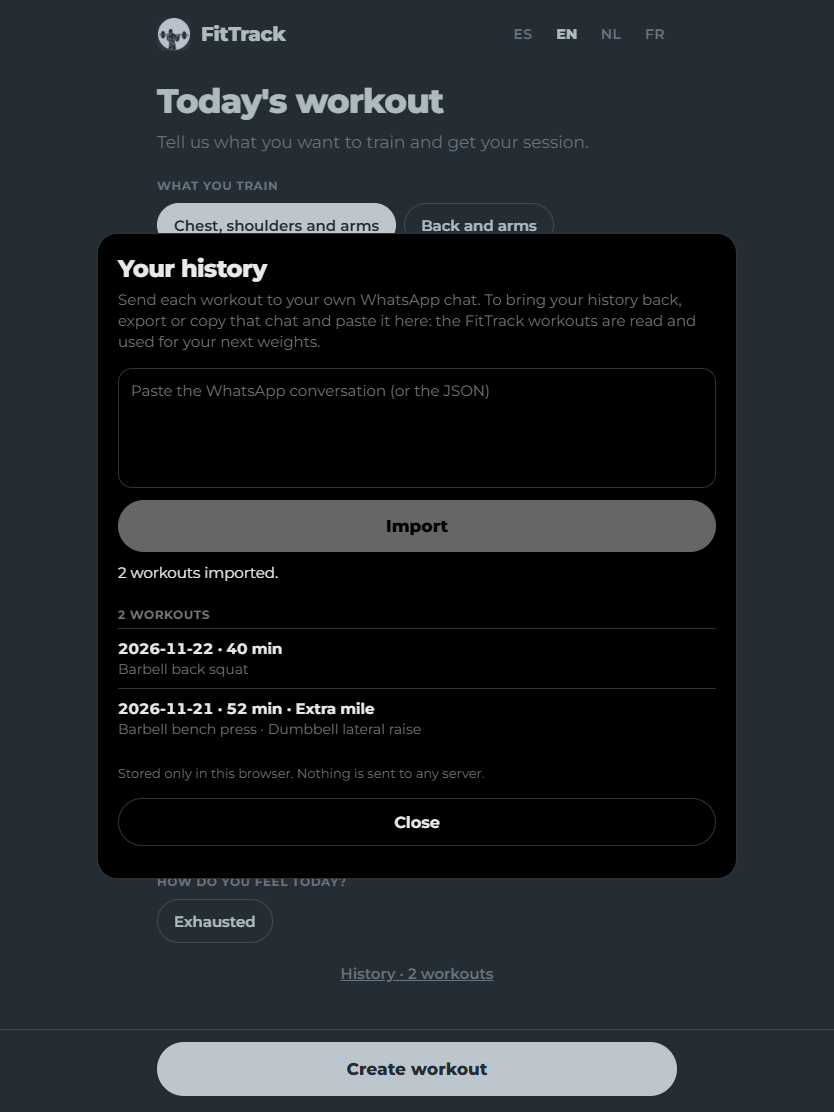 FitTrack
ES EN NL FR
Today's workout
Tell us what you want to train and get your session.
WHAT YOU TRAIN
Chest, shoulders and arms
Back and arms
Your history
Send each workout to your own WhatsApp chat. To bring your history back,
export or copy that chat and paste it here: the FitTrack workouts are read and
used for your next weights.
Paste the WhatsApp conversation (or the JSON)
Import
2 workouts imported.
2 WORKOUTS
2026-11-22 · 40 min
Barbell back squat
2026-11-21 · 52 min · Extra mile
Barbell bench press · Dumbbell lateral raise
Stored only in this browser. Nothing is sent to any server.
Close
HOW DO YOU FEEL TODAY?
Exhausted
History · 2 workouts
Create workout